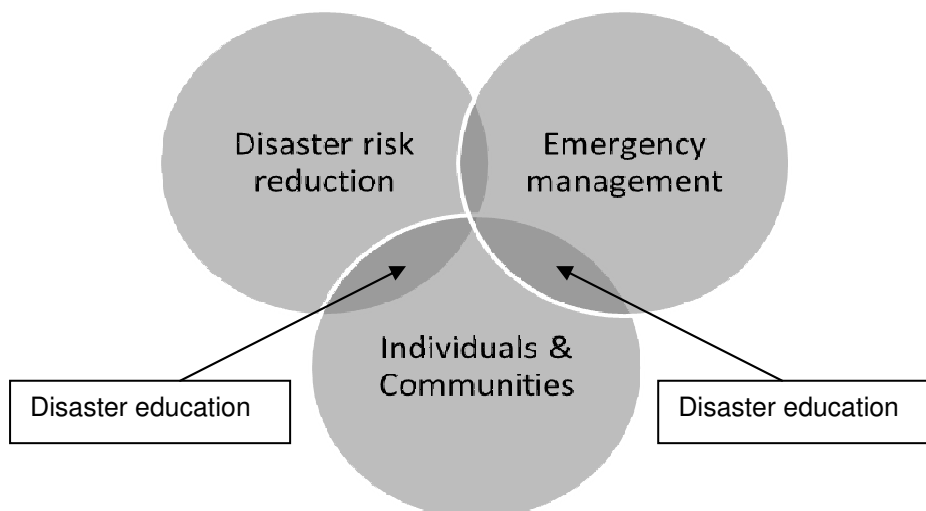 Disaster risk
reduction
Emergency
management
Individuals &
Communities
Disaster education
Disaster education